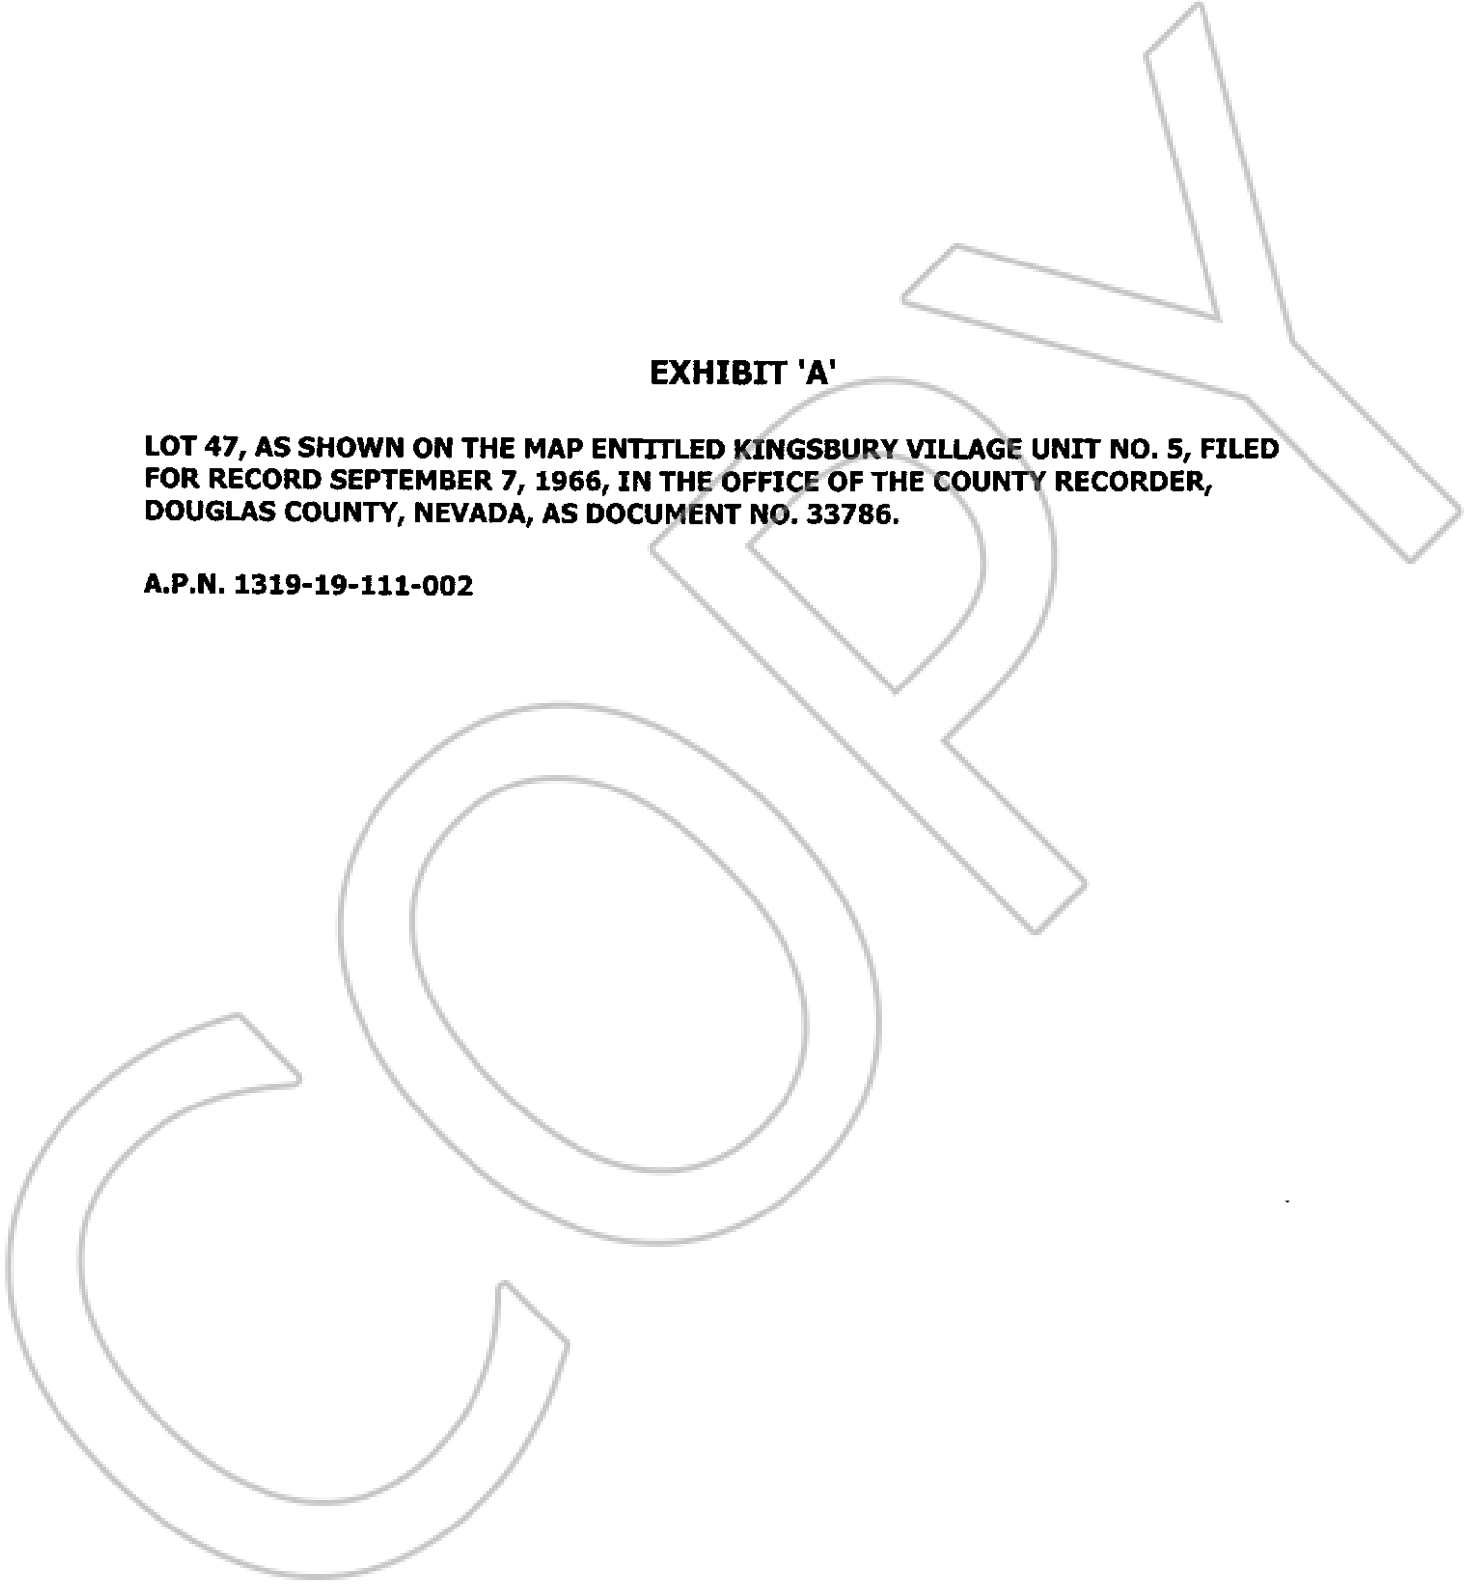 EXHIBIT 'A'
LOT 47, AS SHOWN ON THE MAP ENTITLED KINGSBURY VILLAGE UNIT NO. 5, FILED
FOR RECORD SEPTEMBER 7, 1966, IN THE OFFICE OF THE COUNTY RECORDER,
DOUGLAS COUNTY, NEVADA, AS DOCUMENT NO. 33786.
A.P.N. 1319-19-111-002
COPY